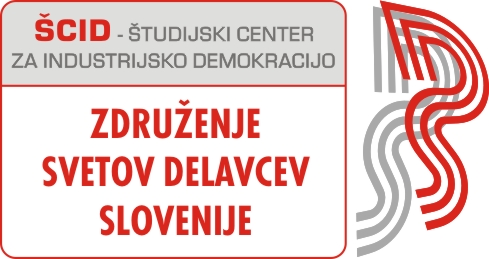 ŠCID - ŠTUDIJSKI CENTER
ZA INDUSTRIJSKO DEMOKRACIJO
ZDRUŽENJE
SVETOV DELAVCEV
SLOVENIJE